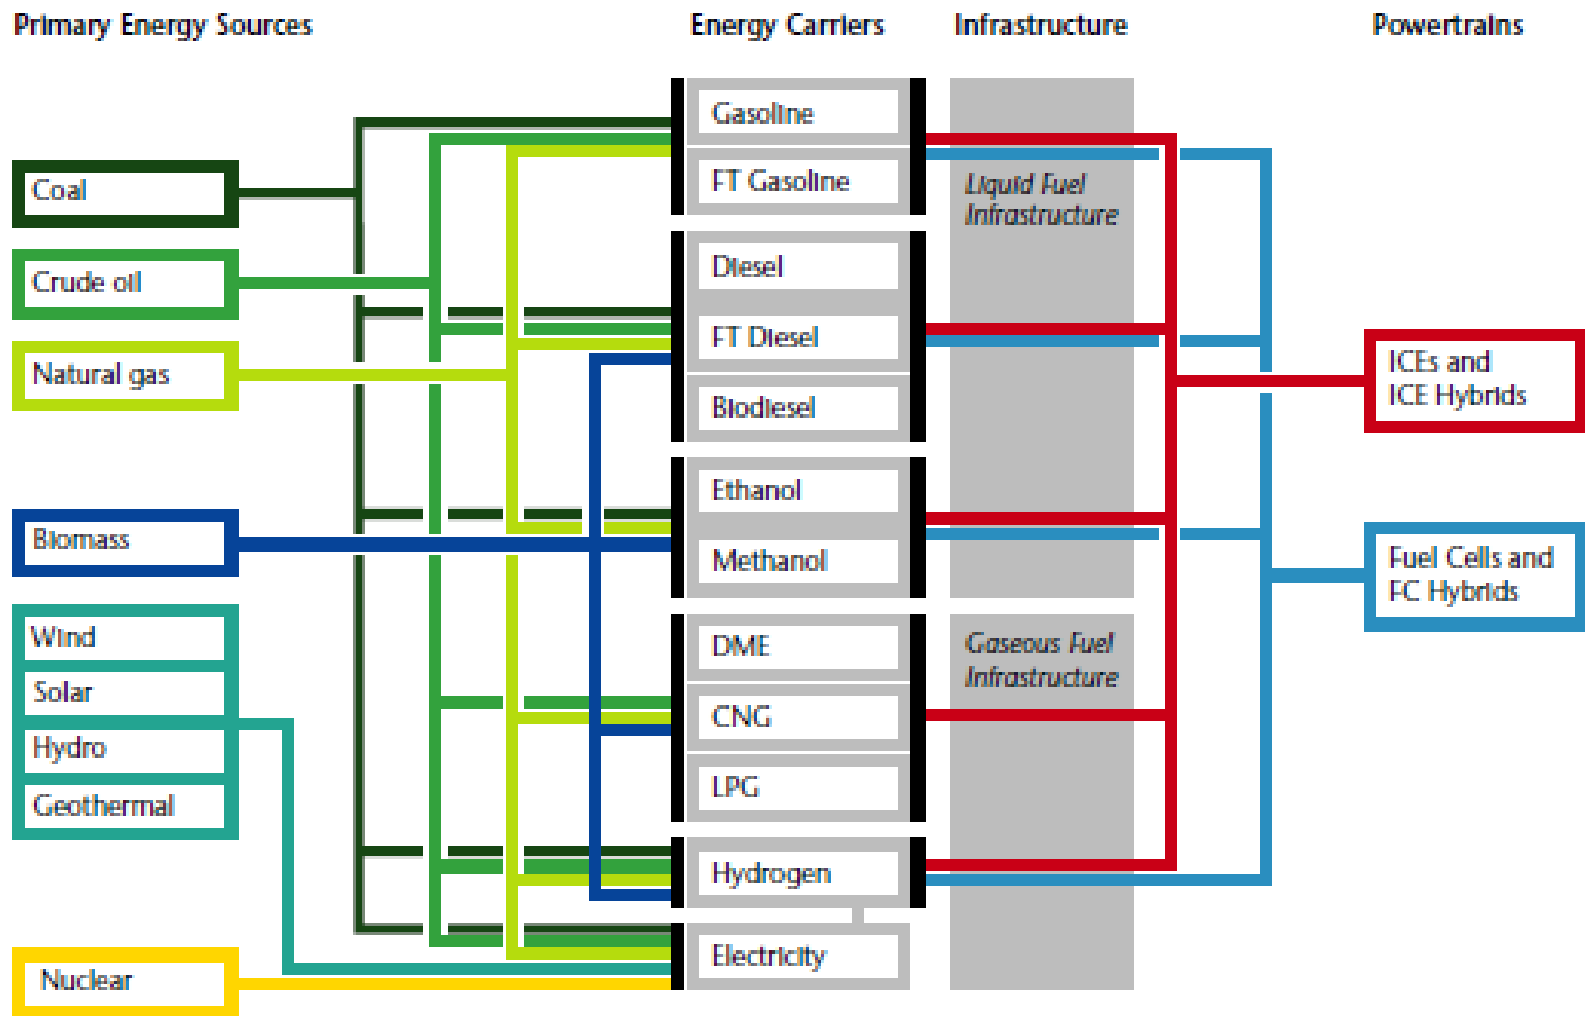 Primary Energy Sources
Energy Carriers
Infrastructure
Powertrains
Coal
Crude oil
Natural gas
Biomass
Wind
Solar
Hydro
Geothermal
Nuclear
Gasoline
FT Gasoline
Diesel
FT Diesel
Biodiesel
Ethanol
Methanol
DME
CNG
LPG
Hydrogen
Electricity
Liquid Fuel
Infrastructure
Gaseous Fuel
Infrastructure
ICEs and
ICE Hybrids
Fuel Cells and
FC Hybrids